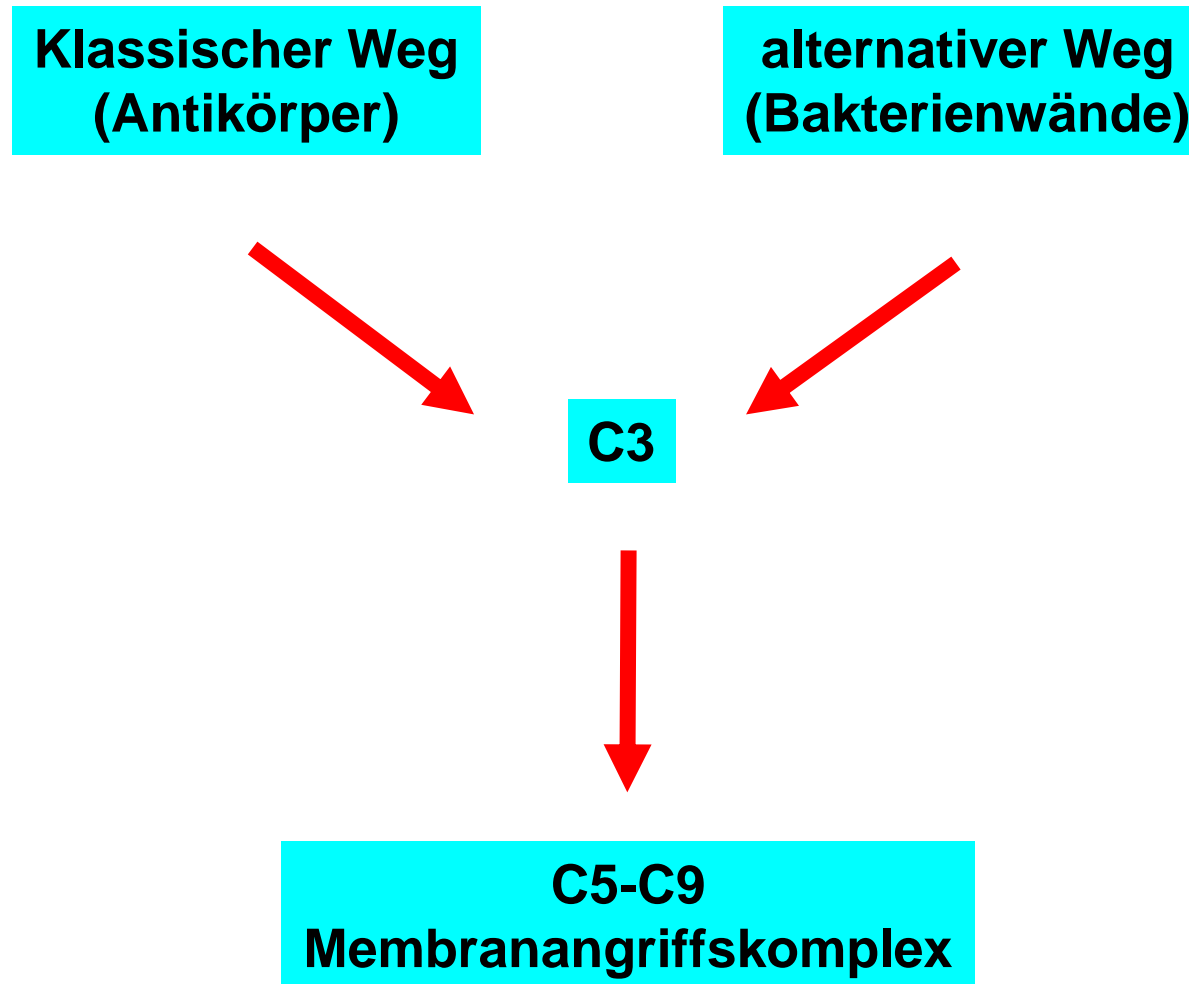 Klassischer Weg
(Antikörper)
alternativer Weg
(Bakterienwände)
C3
C5-C9
Membranangriffskomplex